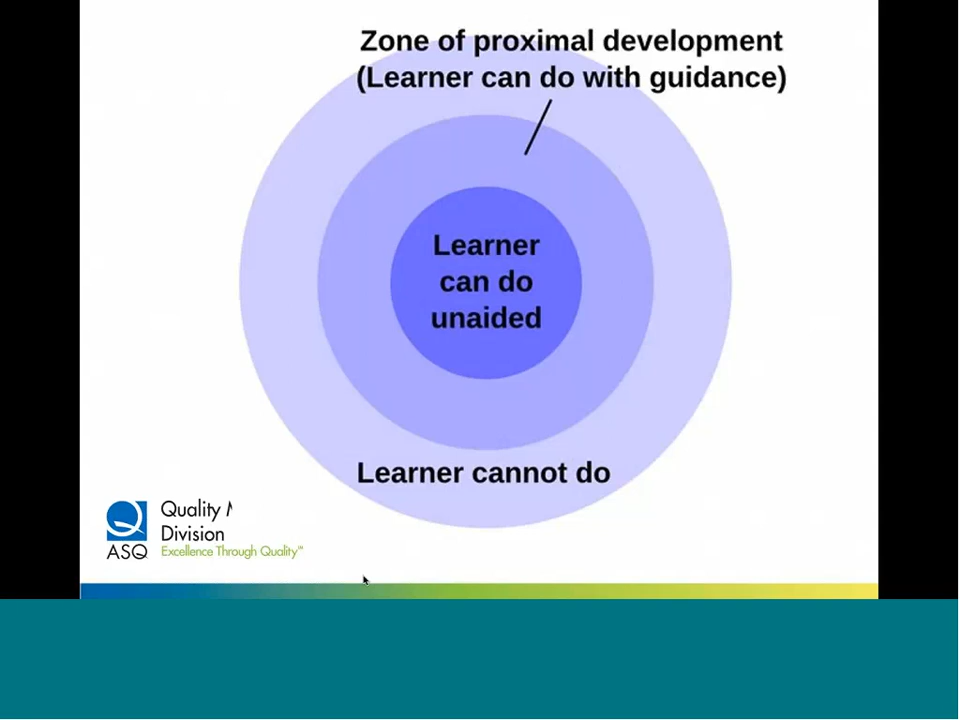 Zone of proximal development
(Learner can do with guidance)
Learner
can do
unaided
Learner cannot do
Quality
Division
ASQ
Excellence Through Quality™